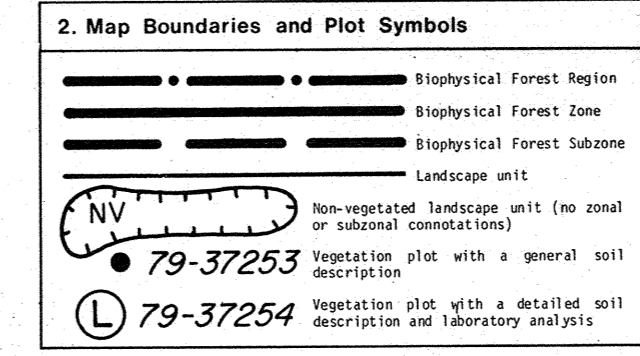 2. Map Boundaries and Plot Symbols
Biophysical Forest Region
Biophysical Forest Zone
Biophysical Forest Subzone
Landscape unit
NV
Non-vegetated landscape unit (no zonal
or subzonal connotations)
79-37253
Vegetation plot with a general soil
description
L
79-37254
Vegetation plot with a detailed soil
description and laboratory analysis